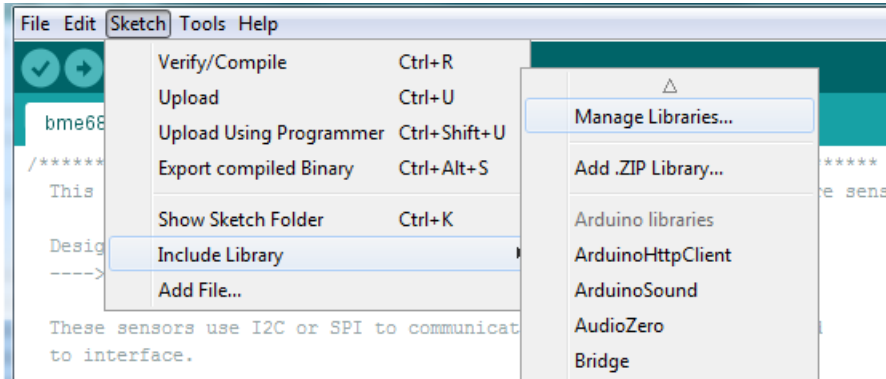 File Edit Sketch Tools Help
Verify/Compile Ctrl+R
Upload Ctrl+U
Upload Using Programmer Ctrl+Shift+U
Export compiled Binary Ctrl+Alt+S
Show Sketch Folder Ctrl+K
Include Library
Add File...
Manage Libraries...
Add .ZIP Library...
Arduino libraries
ArduinoHttpClient
ArduinoSound
AudioZero
Bridge
bme68
/******* *****
This sens
Desig
---->
These sensors use I2C or SPI to communicat
to interface.